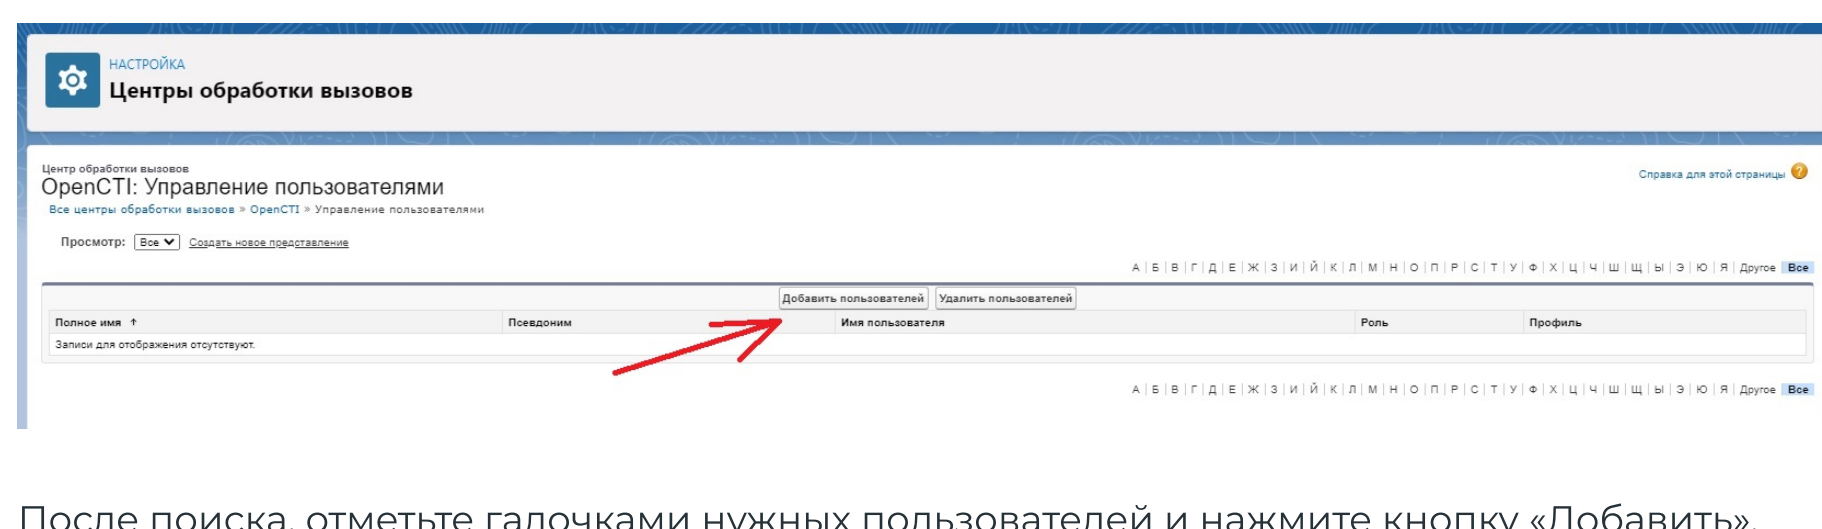 НАСТРОЙКА
Центры обработки вызовов
Центр обработки вызовов
OpenCTI: Управление пользователями
Справка для этой страницы ?
Все центры обработки вызовов » OpenCTI » Управление пользователями
Просмотр: Все Создать новое представление
А | Б | В | Г | Д | Е | Ж | З | И | Й | К | Л | М | Н | О | П | Р | С | Т | У | Ф | Х | Ц | Ч | Ш | Щ | Ы | Э | Ю | Я | Другое Все
Добавить пользователей Удалить пользователей
Полное имя ↑ Псевдоним Имя пользователя Роль Профиль
Записи для отображения отсутствуют.
А | Б | В | Г | Д | Е | Ж | З | И | Й | К | Л | М | Н | О | П | Р | С | Т | У | Ф | Х | Ц | Ч | Ш | Щ | Ы | Э | Ю | Я | Другое Все
После поиска, отметьте галочками нужных пользователей и нажмите кнопку «Добавить».